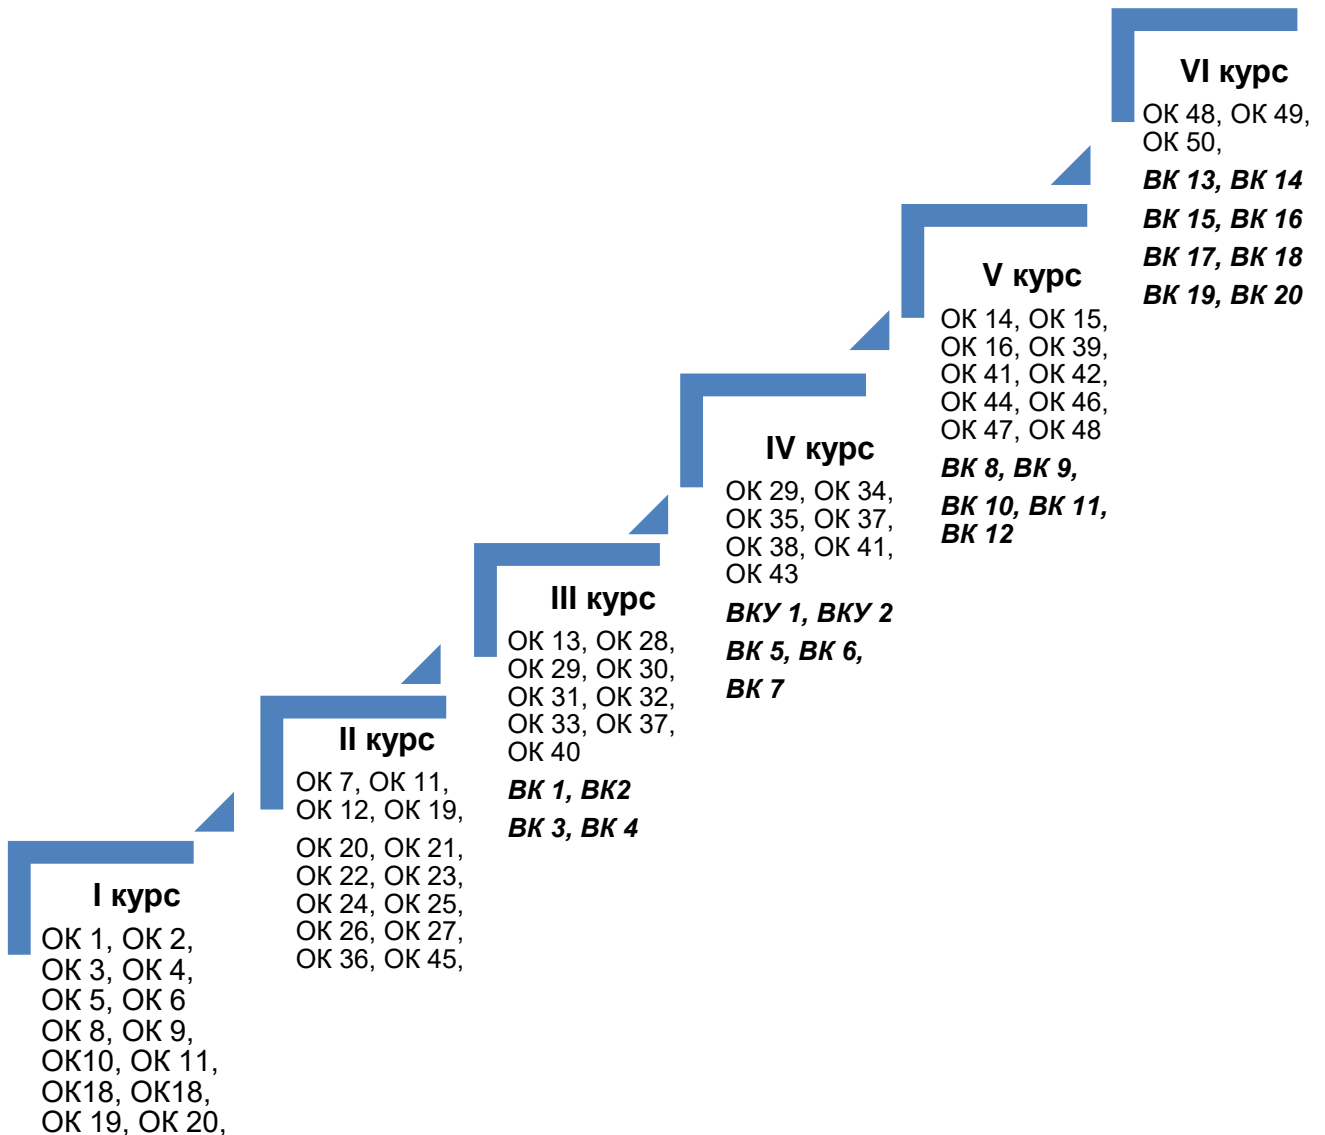 I курс
ОК 1, ОК 2,
ОК 3, ОК 4,
ОК 5, ОК 6
ОК 8, ОК 9,
ОК10, ОК 11,
ОК18, ОК18,
ОК 19, ОК 20,
II курс
ОК 7, ОК 11,
ОК 12, ОК 19,
ОК 20, ОК 21,
ОК 22, ОК 23,
ОК 24, ОК 25,
ОК 26, ОК 27,
ОК 36, ОК 45,
III курс
ОК 13, ОК 28,
ОК 29, ОК 30,
ОК 31, ОК 32,
ОК 33, ОК 37,
ОК 40
ВК 1, ВК2
ВК 3, ВК 4
IV курс
ОК 29, ОК 34,
ОК 35, ОК 37,
ОК 38, ОК 41,
ОК 43
ВКУ 1, ВКУ 2
ВК 5, ВК 6,
ВК 7
V курс
ОК 14, ОК 15,
ОК 16, ОК 39,
ОК 41, ОК 42,
ОК 44, ОК 46,
ОК 47, ОК 48
ВК 8, ВК 9,
ВК 10, ВК 11,
ВК 12
VI курс
ОК 48, ОК 49,
ОК 50,
ВК 13, ВК 14
ВК 15, ВК 16
ВК 17, ВК 18
ВК 19, ВК 20